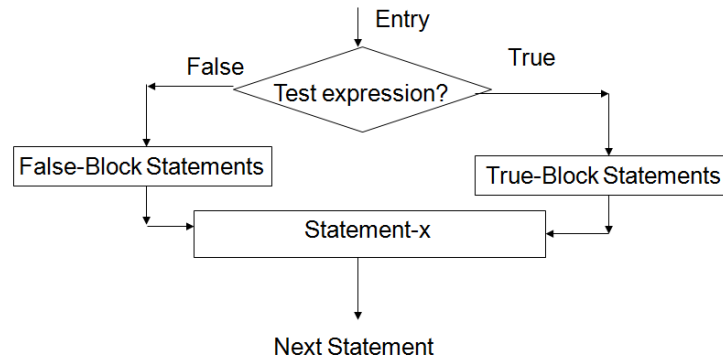 Entry
False
True
Test expression?
False-Block Statements
True-Block Statements
Statement-x
Next Statement